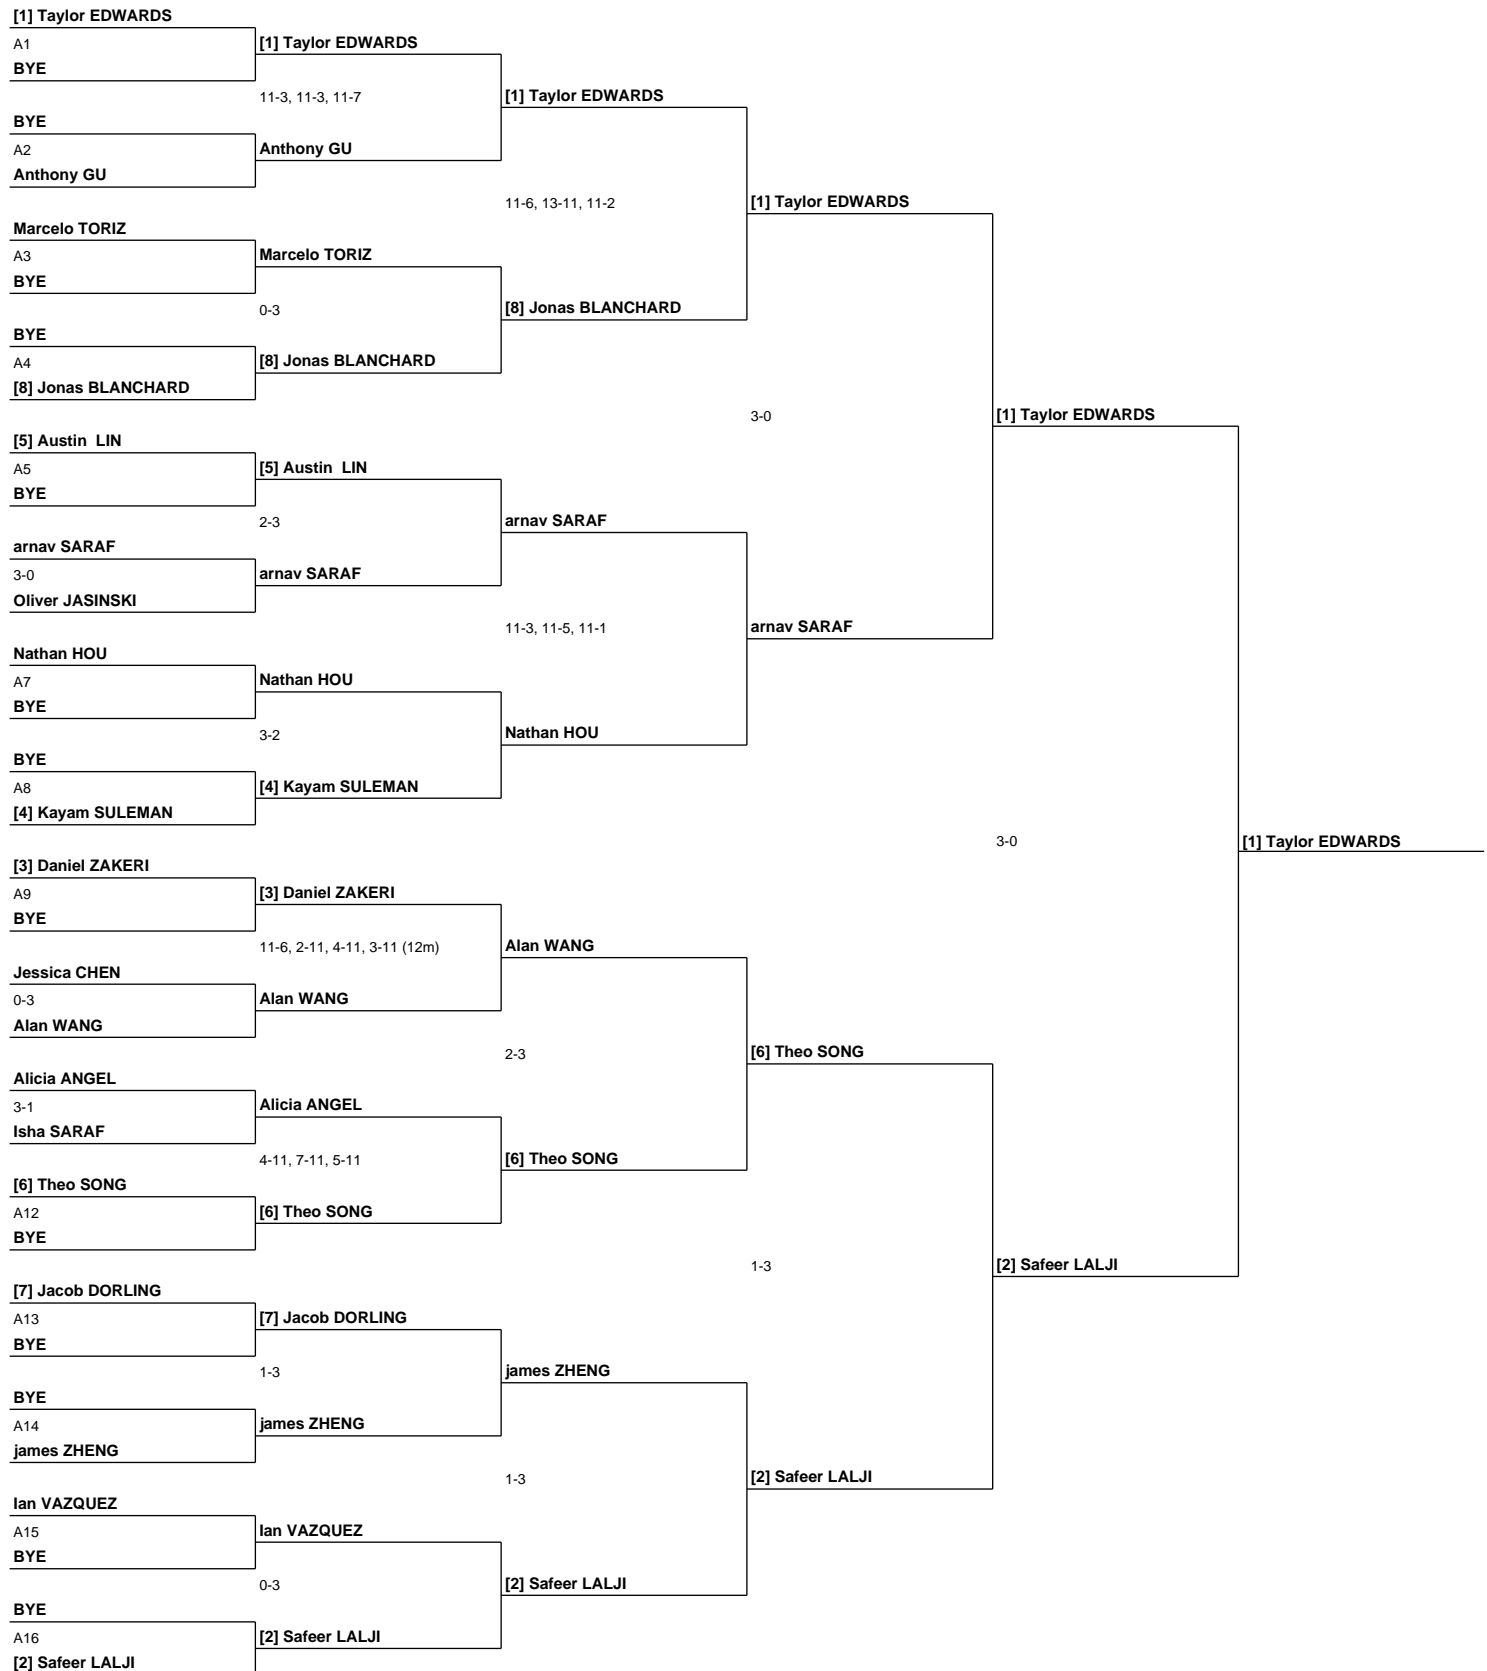 [1] Taylor EDWARDS
A1
[1] Taylor EDWARDS
BYE
11-3, 11-3, 11-7
[1] Taylor EDWARDS
BYE
A2
Anthony GU
Anthony GU
11-6, 13-11, 11-2
[1] Taylor EDWARDS
Marcelo TORIZ
A3
Marcelo TORIZ
BYE
0-3
[8] Jonas BLANCHARD
BYE
A4
[8] Jonas BLANCHARD
[8] Jonas BLANCHARD
3-0
[1] Taylor EDWARDS
[5] Austin  LIN
A5
[5] Austin  LIN
BYE
2-3
arnav SARAF
arnav SARAF
3-0
arnav SARAF
Oliver JASINSKI
11-3, 11-5, 11-1
arnav SARAF
Nathan HOU
A7
Nathan HOU
BYE
3-2
Nathan HOU
BYE
A8
[4] Kayam SULEMAN
[4] Kayam SULEMAN
3-0
[1] Taylor EDWARDS
[3] Daniel ZAKERI
A9
[3] Daniel ZAKERI
BYE
11-6, 2-11, 4-11, 3-11 (12m)
Alan WANG
Jessica CHEN
0-3
Alan WANG
Alan WANG
2-3
[6] Theo SONG
Alicia ANGEL
3-1
Alicia ANGEL
Isha SARAF
4-11, 7-11, 5-11
[6] Theo SONG
[6] Theo SONG
A12
[6] Theo SONG
BYE
1-3
[2] Safeer LALJI
[7] Jacob DORLING
A13
[7] Jacob DORLING
BYE
1-3
james ZHENG
BYE
A14
james ZHENG
james ZHENG
1-3
[2] Safeer LALJI
Ian VAZQUEZ
A15
Ian VAZQUEZ
BYE
0-3
[2] Safeer LALJI
BYE
A16
[2] Safeer LALJI
[2] Safeer LALJI